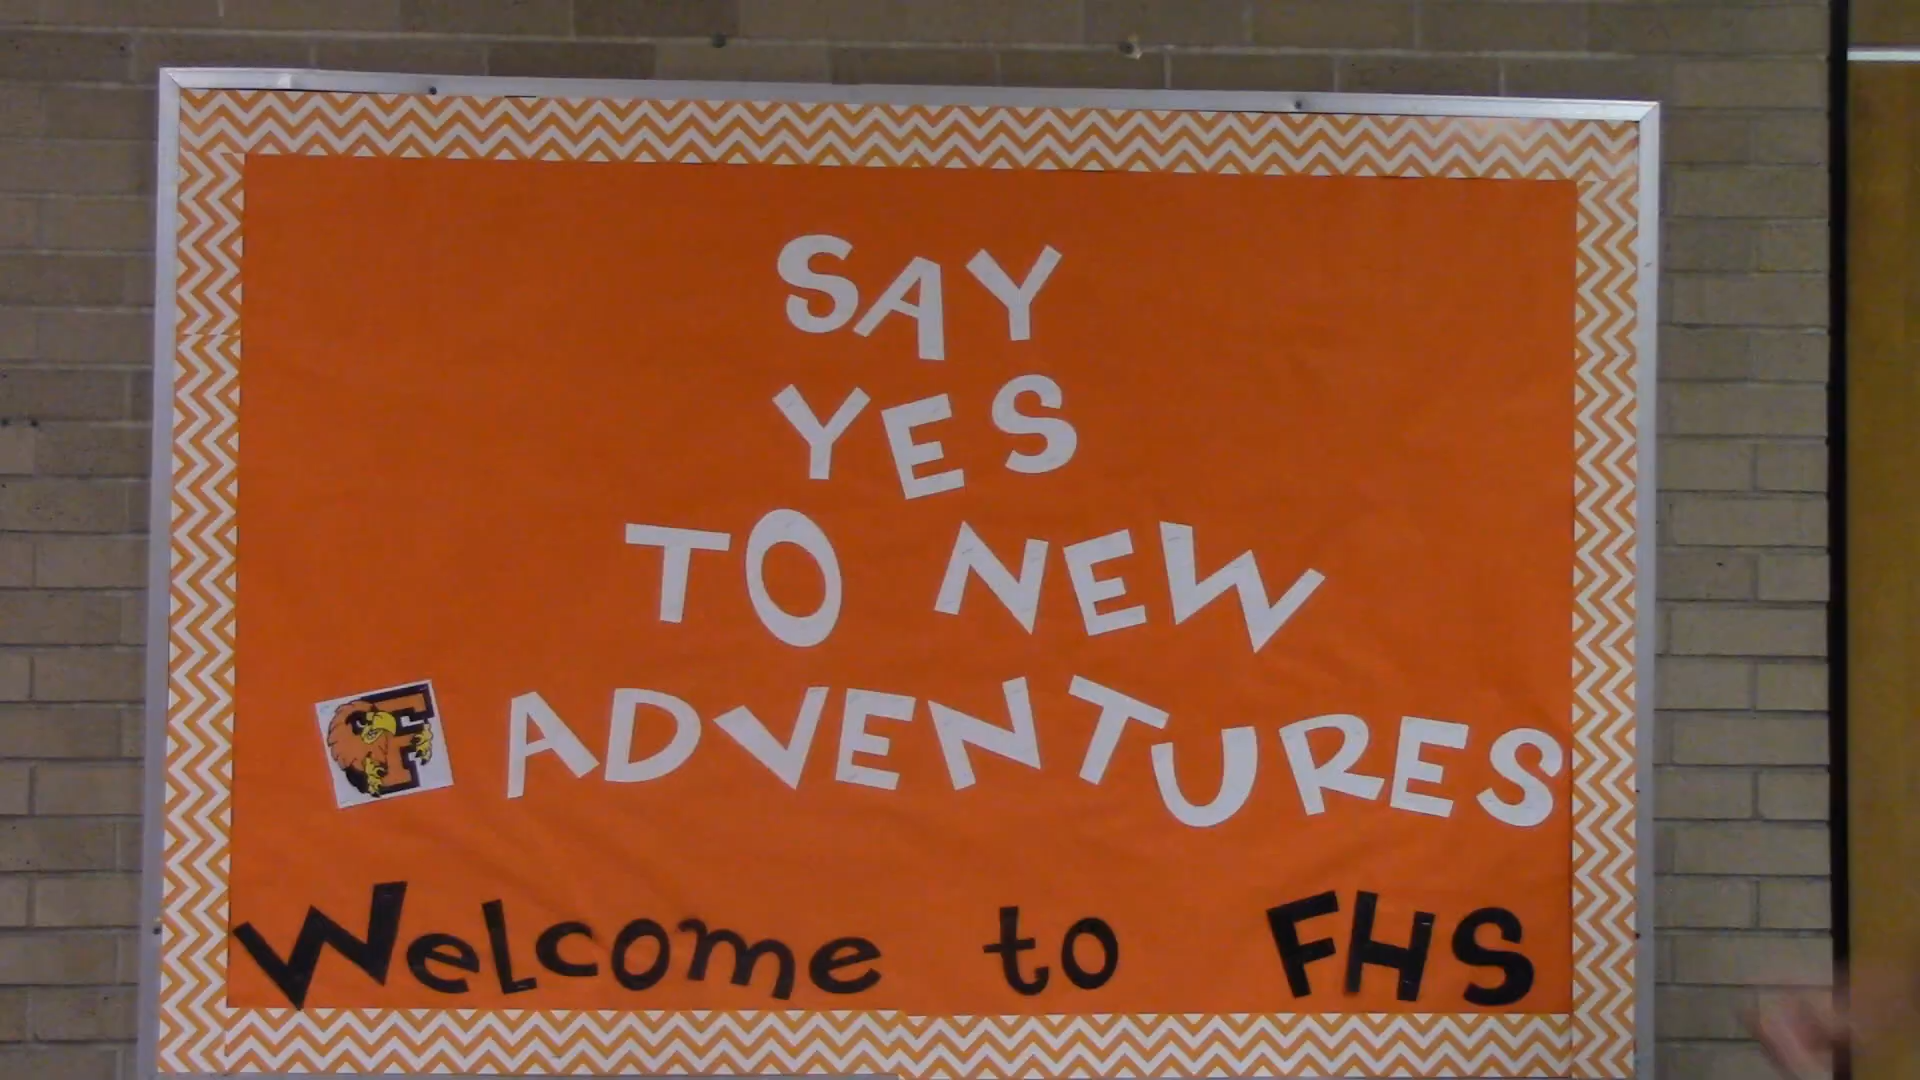 SAY
YES
TO NEW
F ADVENTURES
Welcome to FHS